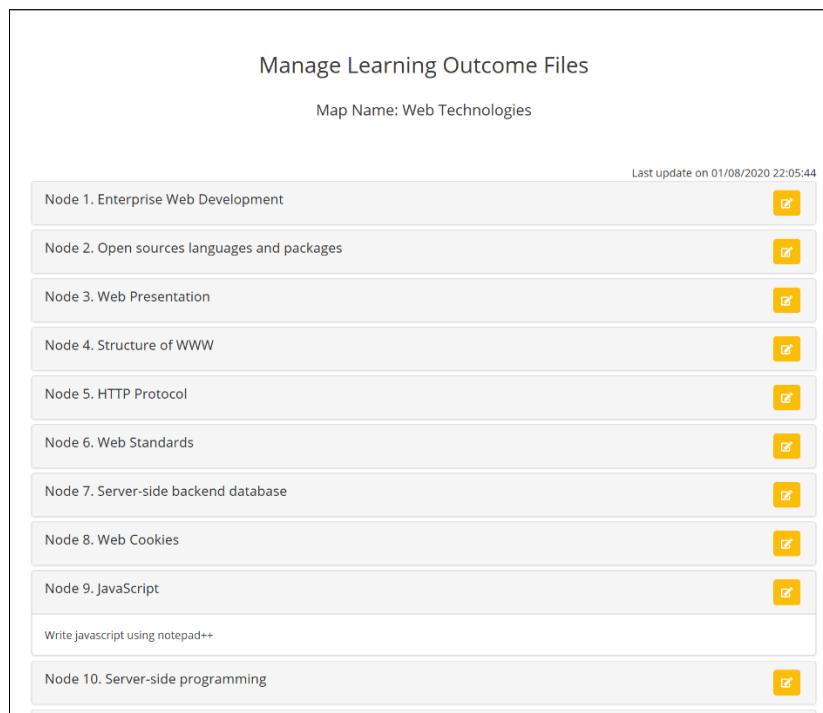 Manage Learning Outcome Files
Map Name: Web Technologies
Last update on 01/08/2020 22:05:44
Node 1. Enterprise Web Development
Node 2. Open sources languages and packages
Node 3. Web Presentation
Node 4. Structure of WWW
Node 5. HTTP Protocol
Node 6. Web Standards
Node 7. Server-side backend database
Node 8. Web Cookies
Node 9. JavaScript
Write javascript using notepad++
Node 10. Server-side programming